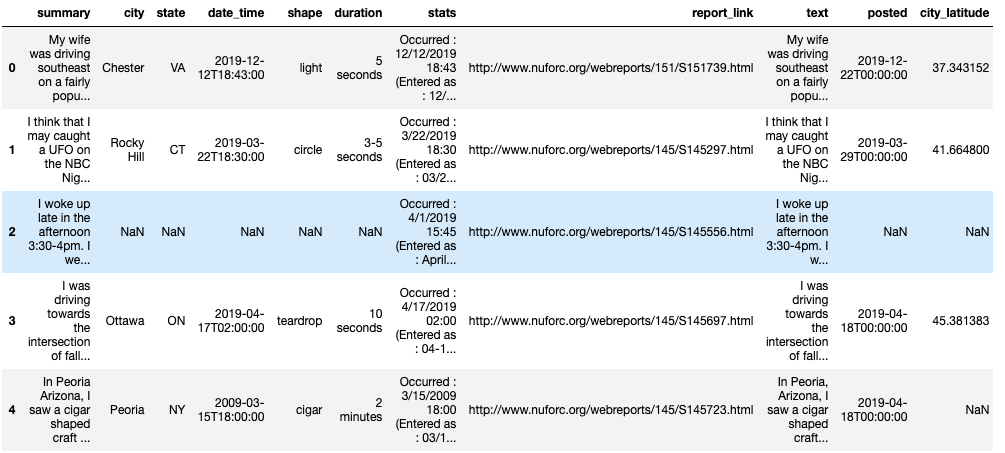 summary city state date_time shape duration stats report_link text posted city_latitude
My wife Occurred : My wife
was driving 12/12/2019 was driving
southeast 2019-12- 5 18:43 southeast 2019-12-
0 on a fairly Chester VA 12T18:43:00 light seconds (Entered as http://www.nuforc.org/webreports/151/S151739.html on a fairly 22T00:00:00 37.343152
popu... : 12/... popu...
I think that I Occurred : I think that I
may caught 3/22/2019 may caught
1 a UFO on Rocky Hill CT 2019-03-22T18:30:00 circle 3-5 seconds 18:30 http://www.nuforc.org/webreports/145/S145297.html a UFO on 2019-03-29T00:00:00 41.664800
the NBC (Entered as the NBC
Nig... : 03/2... Nig...
I woke up Occurred : I woke up
late in the 4/1/2019 late in the
2 afternoon NaN NaN NaN NaN NaN 15:45 http://www.nuforc.org/webreports/145/S145556.html afternoon NaN NaN
3:30-4pm. I (Entered as 3:30-4pm. I
we... : April... w...
I was Occurred : I was
driving 4/17/2019 driving
towards 02:00 towards
3 the Ottawa ON 2019-04-17T02:00:00 teardrop 10 seconds (Entered as http://www.nuforc.org/webreports/145/S145697.html the 2019-04-18T00:00:00 45.381383
intersection : 04-1... intersection
of fall... of fall...
In Peoria Occurred : In Peoria,
Arizona, I 3/15/2009 Arizona, I
4 saw a cigar Peoria NY 2009-03-15T18:00:00 cigar 2 minutes 18:00 http://www.nuforc.org/webreports/145/S145723.html saw a cigar 2019-04-18T00:00:00 NaN
shaped (Entered as shaped
craft ... : 03/1... craft...